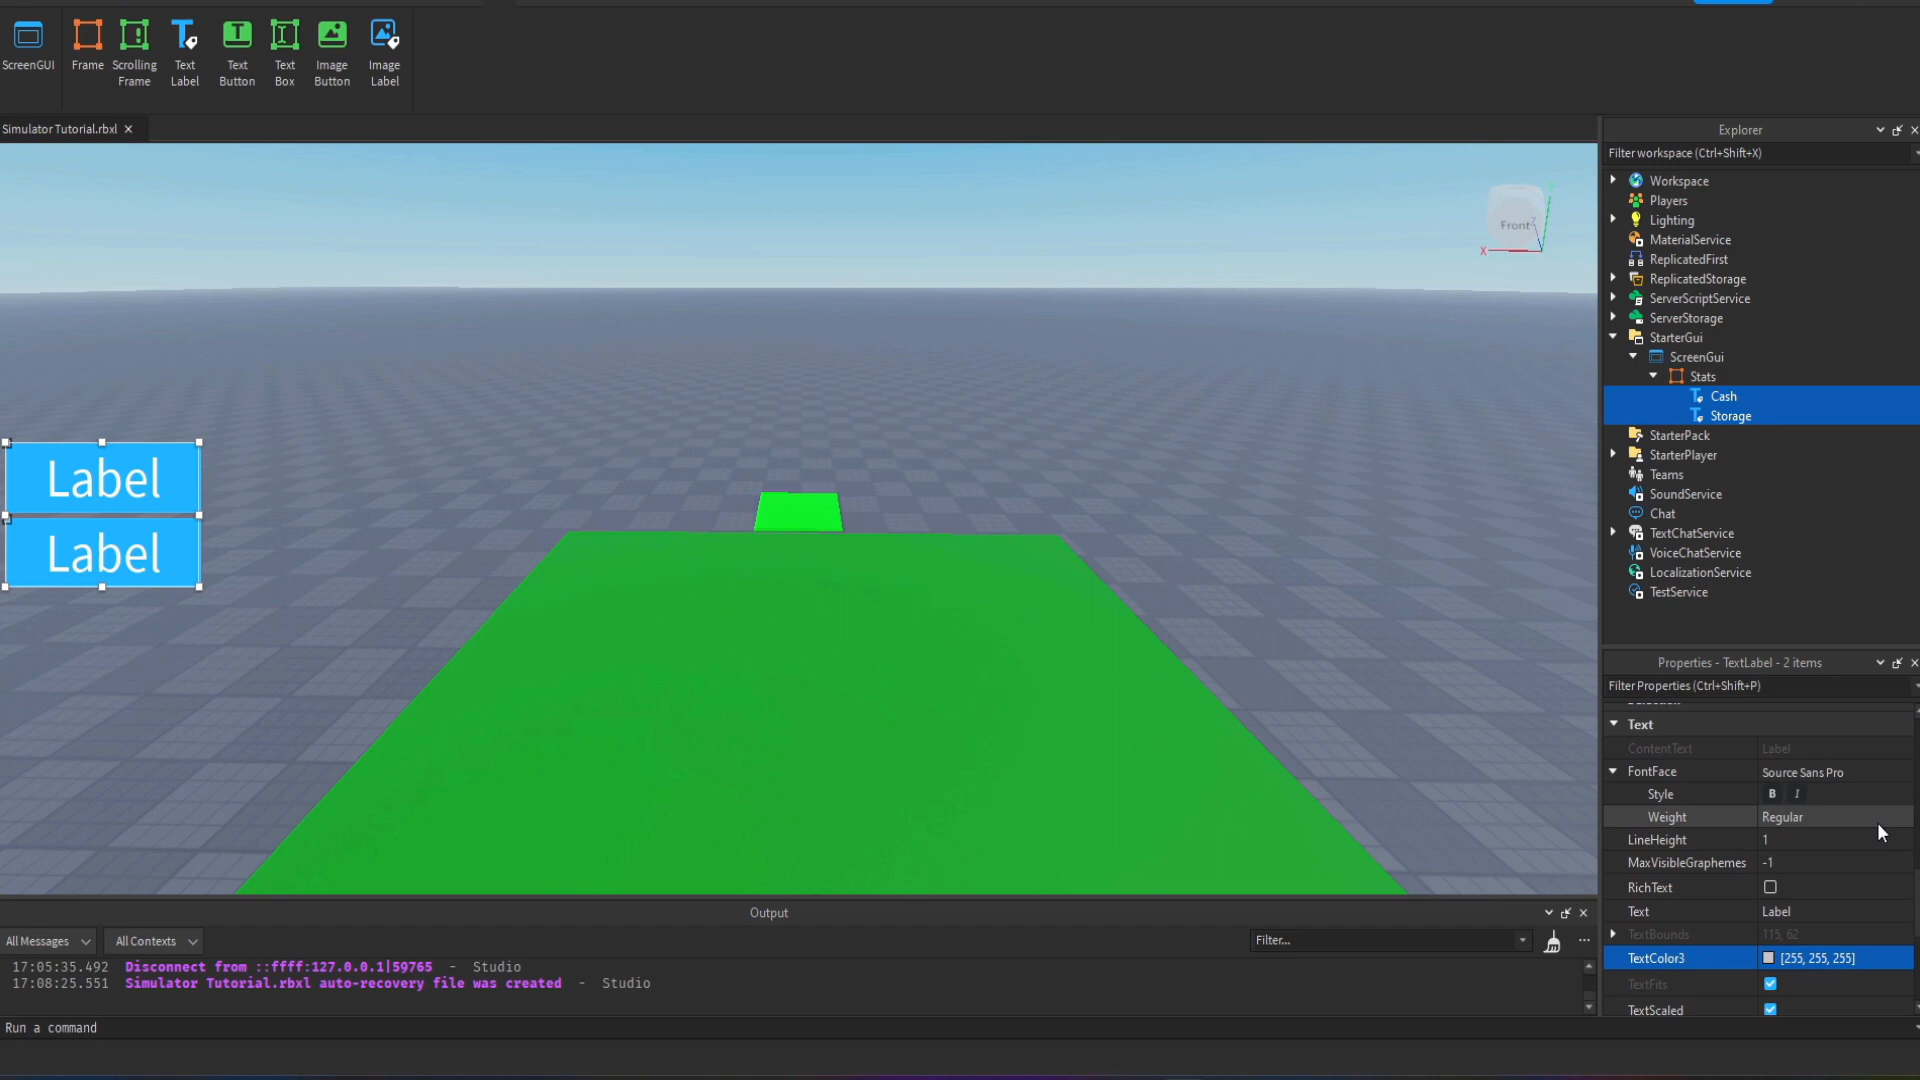 ScreenGUI
Frame
Scrolling
Frame
Text
Label
Text
Button
Text
Box
Image
Button
Image
Label
Simulator Tutorial.rbxl
Front
Z
X
Label
Label
Explorer
Filter workspace (Ctrl+Shift+X)
Workspace
Players
Lighting
MaterialService
ReplicatedFirst
ReplicatedStorage
ServerScriptService
ServerStorage
StarterGui
ScreenGui
Stats
Cash
Storage
StarterPack
StarterPlayer
Teams
SoundService
Chat
TextChatService
VoiceChatService
LocalizationService
TestService
Properties - TextLabel - 2 items
Filter Properties (Ctrl+Shift+P)
Text
ContentText Label
FontFace Source Sans Pro
Style B I
Weight Regular
LineHeight 1
MaxVisibleGraphemes -1
RichText
Text Label
TextBounds 115, 62
TextColor3 [255, 255, 255]
TextFits
TextScaled
Output
All Messages All Contexts Filter... ...
17:05:35.492 Disconnect from ::ffff:127.0.0.1|59765 - Studio
17:08:25.551 Simulator Tutorial.rbxl auto-recovery file was created - Studio
Run a command